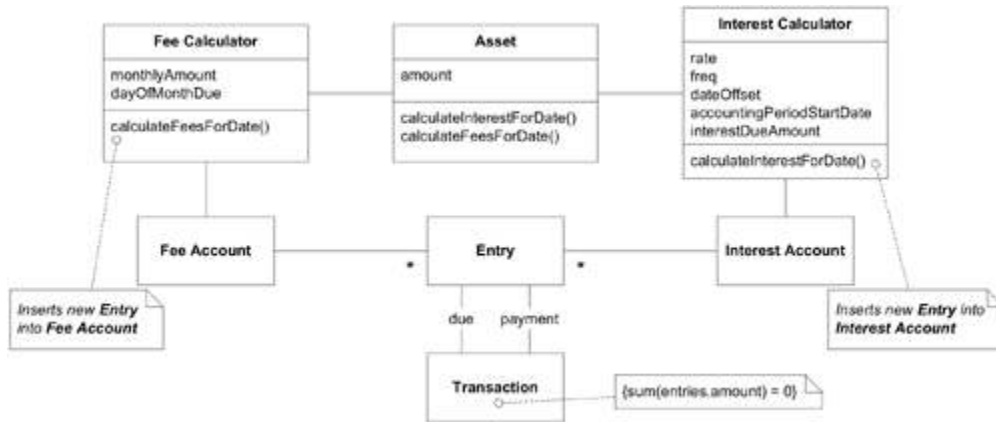 Fee Calculator
monthlyAmount
dayOfMonthDue
calculateFeesForDate()
Asset
amount
calculateInterestForDate()
calculateFeesForDate()
Interest Calculator
rate
freq
dateOffset
accountingPeriodStartDate
interestDueAmount
calculateInterestForDate()
Fee Account
*
Entry
*
Interest Account
Inserts new Entry
into Fee Account
due
payment
Inserts new Entry into
Interest Account
Transaction
{sum(entries.amount) = 0}